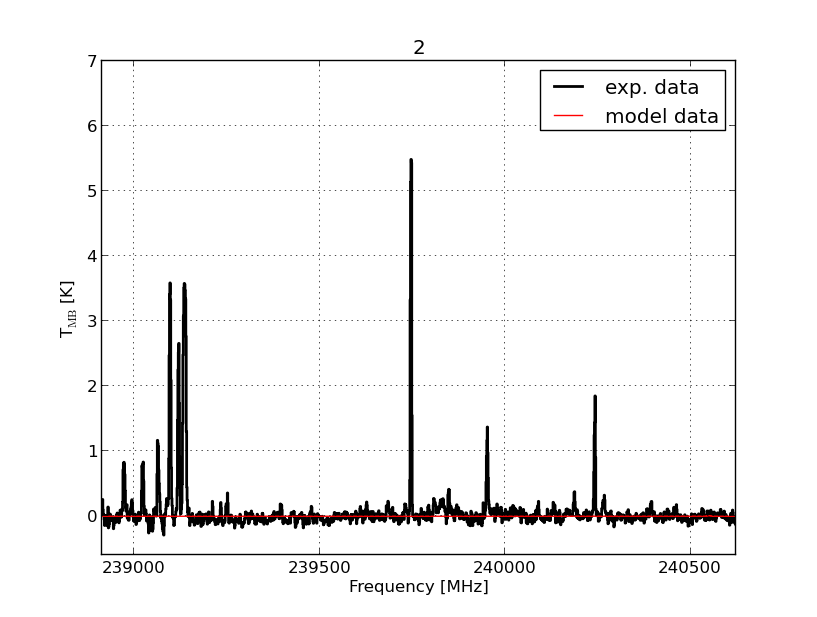 2
7
6
5
4
3
2
1
0
T_MB [K]
exp. data
model data
239000 239500 240000 240500
Frequency [MHz]